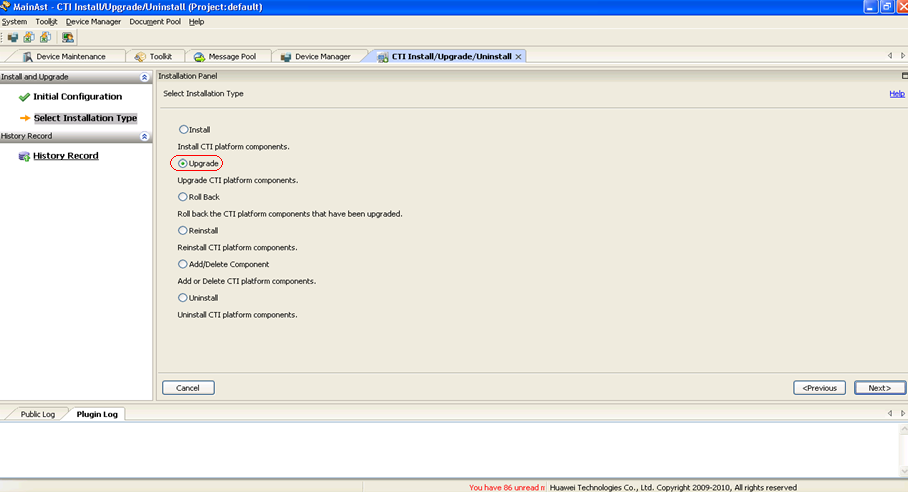 MainAst - CTI Install/Upgrade/Uninstall (Project:default)
System Toolkit Device Manager Document Pool Help
Device Maintenance Toolkit Message Pool Device Manager CTI Install/Upgrade/Uninstall
Install and Upgrade
Initial Configuration
Select Installation Type
History Record
History Record
Installation Panel
Select Installation Type
Help
Install
Install CTI platform components.
Upgrade
Upgrade CTI platform components.
Roll Back
Roll back the CTI platform components that have been upgraded.
Reinstall
Reinstall CTI platform components.
Add/Delete Component
Add or Delete CTI platform components.
Uninstall
Uninstall CTI platform components.
Cancel <Previous Next>
Public Log Plugin Log
You have 86 unread m Huawei Technologies Co., Ltd. Copyright 2009-2010, All rights reserved